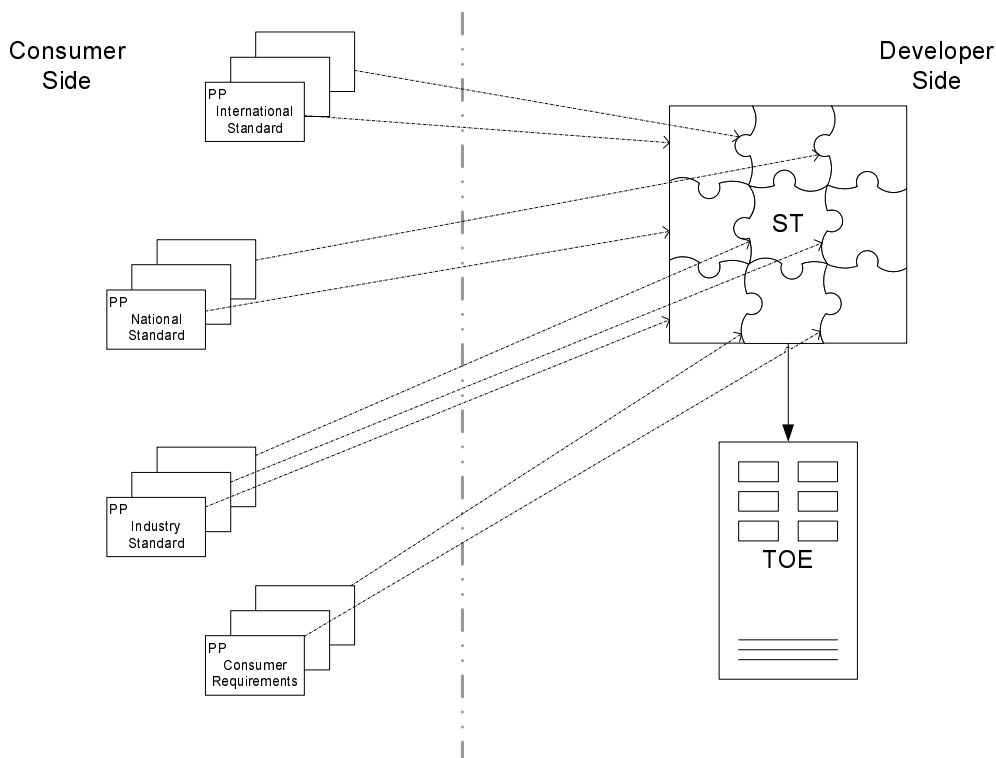 Consumer
Side
Developer
Side
PP
International
Standard
ST
PP
National
Standard
PP
Industry
Standard
TOE
PP
Consumer
Requirements